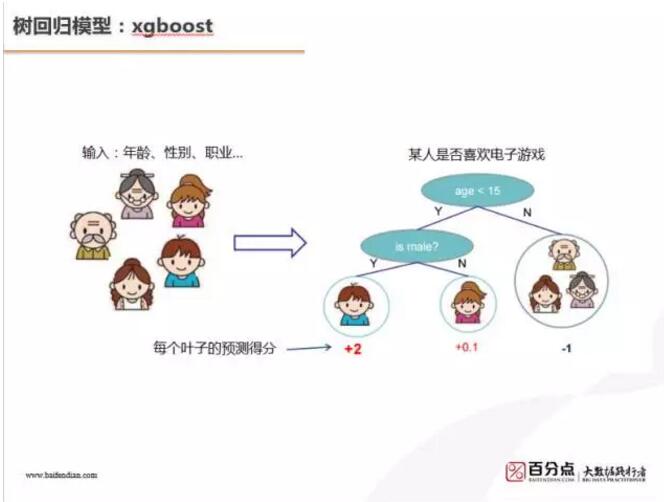 树回归模型：xgboost
输入：年龄、性别、职业...
某人是否喜欢电子游戏
age < 15
Y
N
is male?
Y
N
每个叶子的预测得分
+2
+0.1
-1
www.baifendian.com
百分点
BAIFENDIAN.COM
大数据践行者
BIG DATA PRACTITIONER